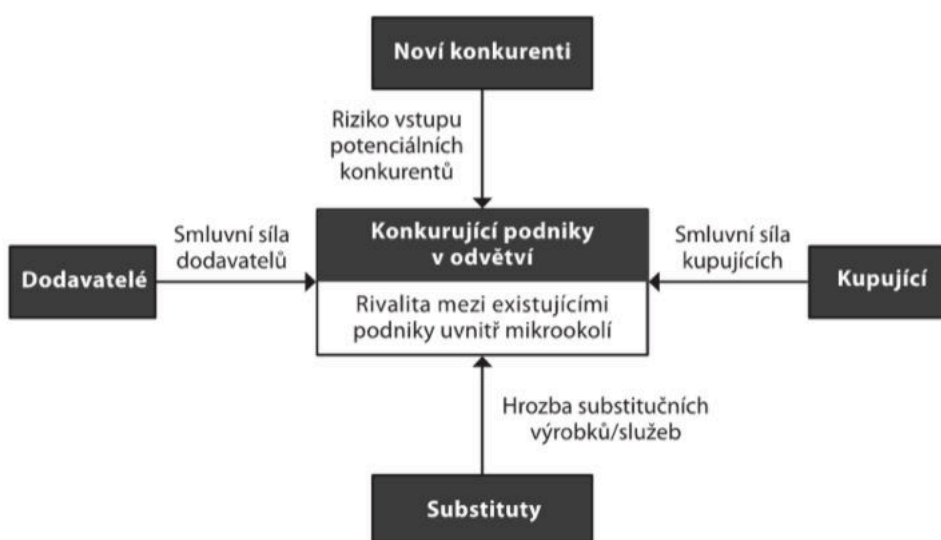 Noví konkurenti
Riziko vstupu
potenciálních
konkurentů
Smluvní síla
dodavatelů
Dodavatelé
Konkurující podniky
v odvětví
Rivalita mezi existujícími
podniky uvnitř mikrookolí
Smluvní síla
kupujících
Kupující
Hrozba substitučních
výrobků/služeb
Substituty